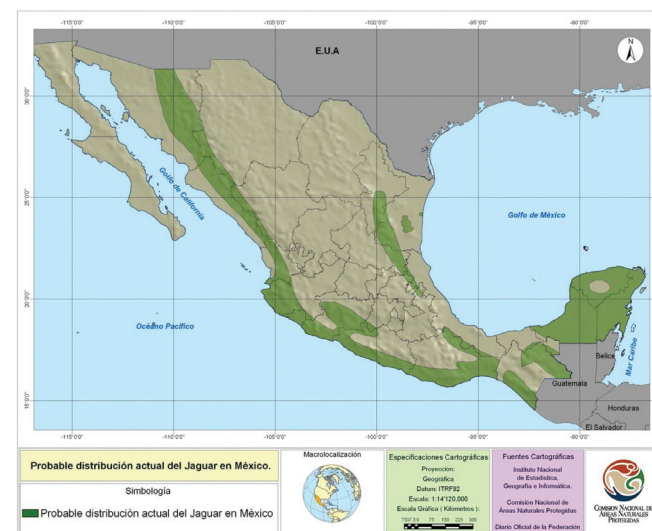 -115°0'0" -110°0'0" -105°0'0" -100°0'0" -95°0'0" -90°0'0"
E.U.A
N
30°0'0"
25°0'0"
20°0'0"
15°0'0"
Golfo de California
Golfo de México
Océano Pacífico
Mar Caribe
Belice
Guatemala
Honduras
El Salvador
-115°0'0" -110°0'0" -105°0'0" -100°0'0" -95°0'0" -90°0'0"
Probable distribución actual del Jaguar en México.
Simbología
Probable distribución actual del Jaguar en México
Macrolocalización
Especificaciones Cartográficas
Proyección:
Geográfica
Datum: ITRF92
Escala: 1:14'120,000
Escala Gráfica ( Kilometros ):
75 150 225 300
Fuentes Cartográficas
Instituto Nacional
de Estadística,
Geografía e Informática.
Comisión Nacional de
Áreas Naturales Protegidas
Diario Oficial de la Federación
COMISIÓN NACIONAL DE
ÁREAS NATURALES
PROTEGIDAS